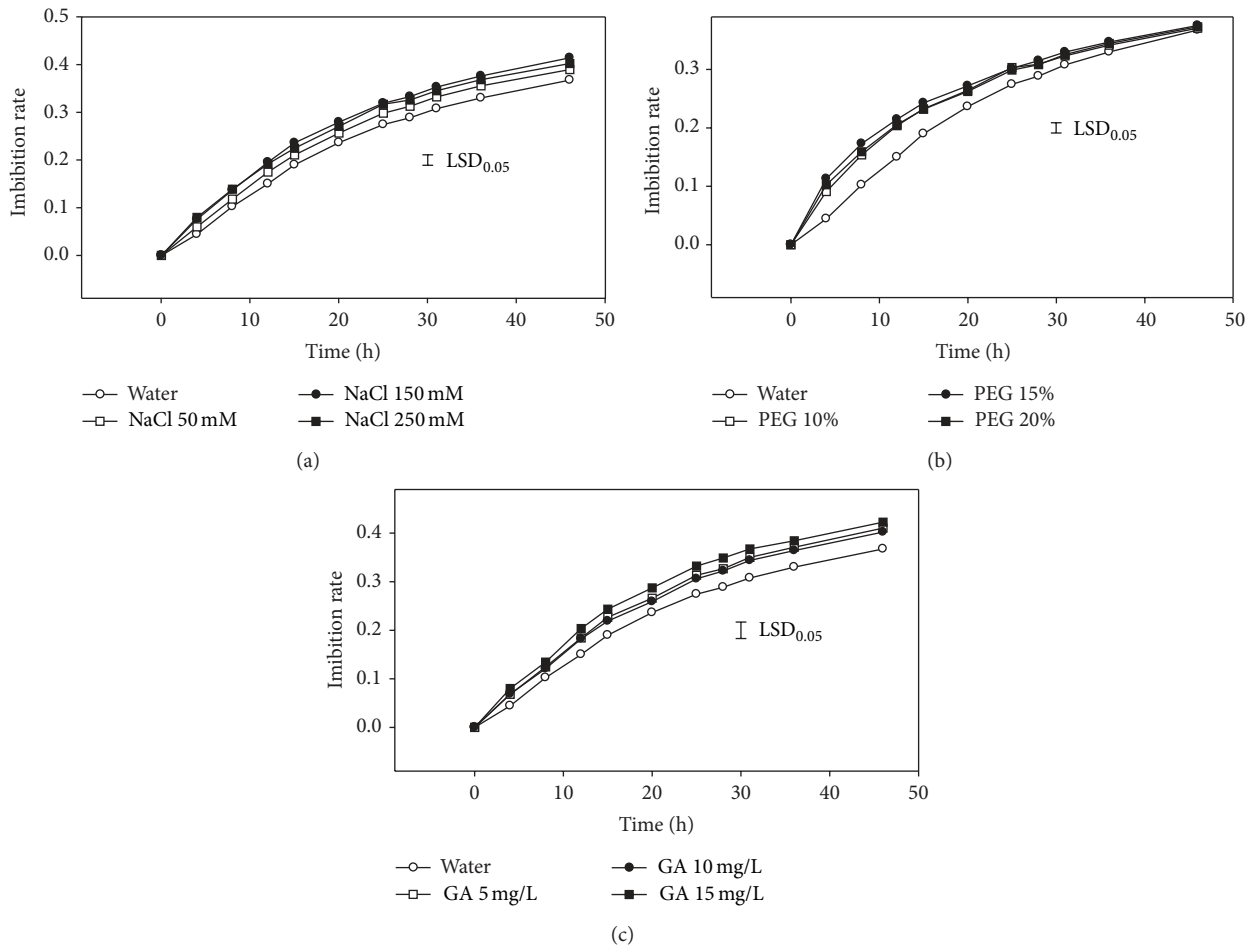 0.5
0.4
0.3
0.2
0.1
0.0
Imbibition rate
LSD0.05
0 10 20 30 40 50
Time (h)
Water
NaCl 50 mM
NaCl 150 mM
NaCl 250 mM
(a)
0.3
0.2
0.1
0.0
Imbibition rate
LSD0.05
0 10 20 30 40 50
Time (h)
Water
PEG 10%
PEG 15%
PEG 20%
(b)
0.4
0.3
0.2
0.1
0.0
Imibition rate
LSD0.05
0 10 20 30 40 50
Time (h)
Water
GA 5 mg/L
GA 10 mg/L
GA 15 mg/L
(c)